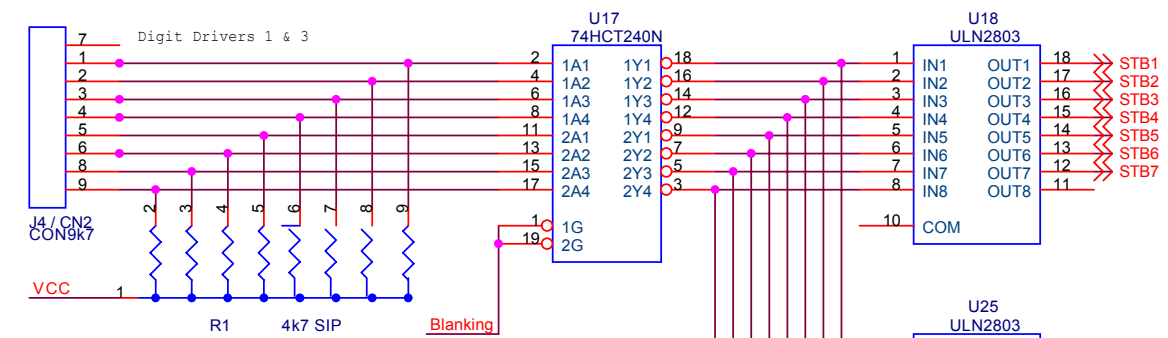 U17
U18
74HCT240N
ULN2803
7 Digit Drivers 1 & 3
1 2 1A1 1Y1 18 1 IN1 OUT1 18 STB1
2 4 1A2 1Y2 16 2 IN2 OUT2 17 STB2
3 6 1A3 1Y3 14 3 IN3 OUT3 16 STB3
4 8 1A4 1Y4 12 4 IN4 OUT4 15 STB4
5 11 2A1 2Y1 9 5 IN5 OUT5 14 STB5
6 13 2A2 2Y2 7 6 IN6 OUT6 13 STB6
8 15 2A3 2Y3 5 7 IN7 OUT7 12 STB7
9 17 2A4 2Y4 3 8 IN8 OUT8 11
2 3 4 5 6 7 8 9
J4 / CN2
CON9k7
1 1G
10 COM
19 2G
VCC 1
R1 4k7 SIP
Blanking
U25
ULN2803